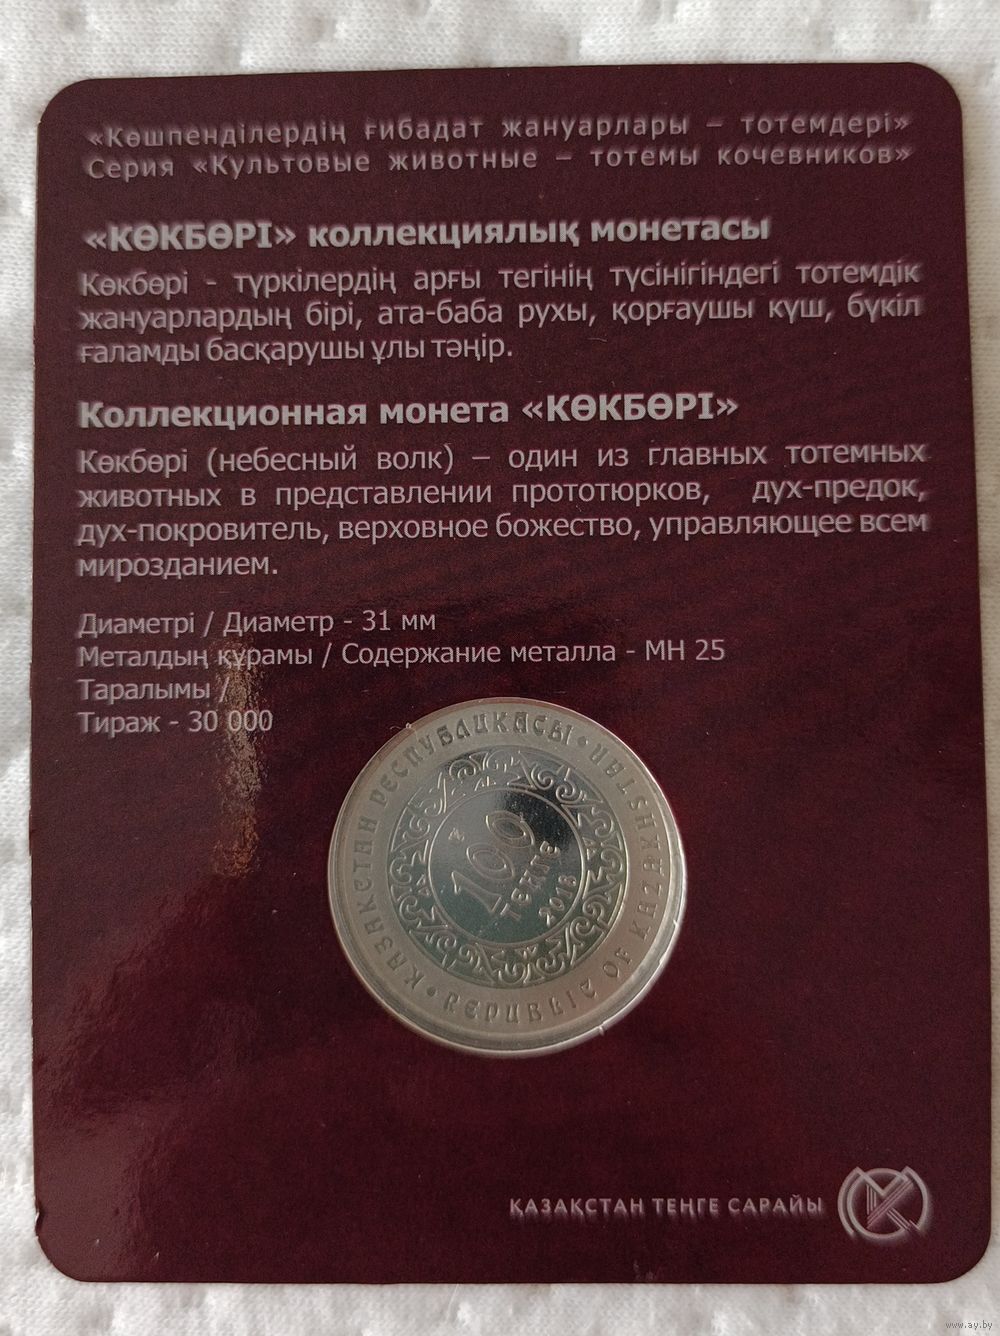 «Көшпенділердің ғибадат жануарлары – тотемдері»
Серия «Культовые животные – тотемы кочевников»
«КӨКБӨРІ» коллекциялық монетасы
Көкбөрі - түркілердің арғы тегінің түсінігіндегі тотемдік
жануарлардың бірі, ата-баба рухы, қорғаушы күш, бүкіл
ғаламды басқарушы ұлы тәңір.
Коллекционная монета «КӨКБӨРІ»
Көкбөрі (небесный волк) – один из главных тотемных
животных в представлении прототюрков, дух-предок,
дух-покровитель, верховное божество, управляющее всем
мирозданием.
Диаметрі / Диаметр - 31 мм
Металдың құрамы / Содержание металла - МН 25
Таралымы /
Тираж - 30 000
ҚАЗАҚСТАН РЕСПУБЛИКАСЫ • REPUBLIC OF KAZAKHSTAN •
100
ТЕҢГЕ
2018
ҚАЗАҚСТАН ТЕҢГЕ САРАЙЫ
www.ay.by